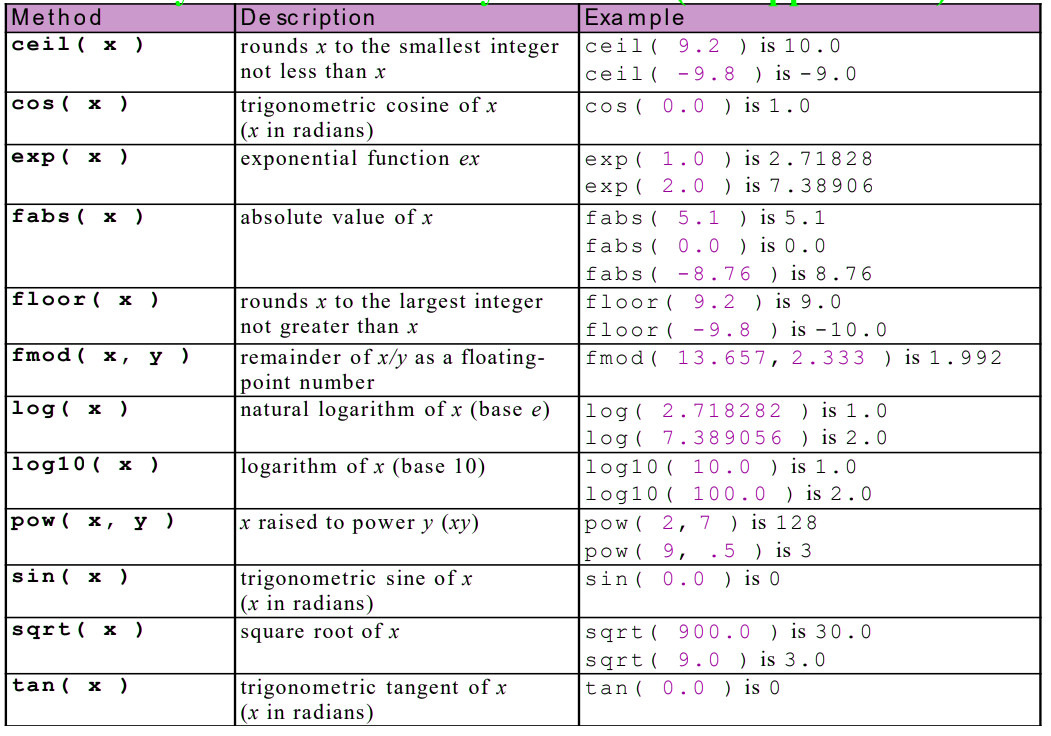 Method Description Example
ceil( x ) rounds x to the smallest integer ceil( 9.2 ) is 10.0
not less than x ceil( -9.8 ) is -9.0
cos( x ) trigonometric cosine of x cos( 0.0 ) is 1.0
(x in radians)
exp( x ) exponential function ex exp( 1.0 ) is 2.71828
exp( 2.0 ) is 7.38906
fabs( x ) absolute value of x fabs( 5.1 ) is 5.1
fabs( 0.0 ) is 0.0
fabs( -8.76 ) is 8.76
floor( x ) rounds x to the largest integer floor( 9.2 ) is 9.0
not greater than x floor( -9.8 ) is -10.0
fmod( x, y ) remainder of x/y as a floating- fmod( 13.657, 2.333 ) is 1.992
point number
log( x ) natural logarithm of x (base e) log( 2.718282 ) is 1.0
log( 7.389056 ) is 2.0
log10( x ) logarithm of x (base 10) log10( 10.0 ) is 1.0
log10( 100.0 ) is 2.0
pow( x, y ) x raised to power y (xy) pow( 2, 7 ) is 128
pow( 9, .5 ) is 3
sin( x ) trigonometric sine of x sin( 0.0 ) is 0
(x in radians)
sqrt( x ) square root of x sqrt( 900.0 ) is 30.0
sqrt( 9.0 ) is 3.0
tan( x ) trigonometric tangent of x tan( 0.0 ) is 0
(x in radians)